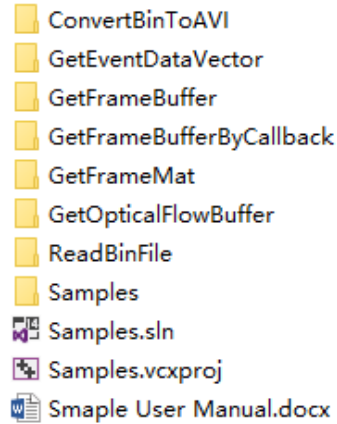 ConvertBinToAVI
GetEventDataVector
GetFrameBuffer
GetFrameBufferByCallback
GetFrameMat
GetOpticalFlowBuffer
ReadBinFile
Samples
Samples.sln
Samples.vcxproj
Smaple User Manual.docx